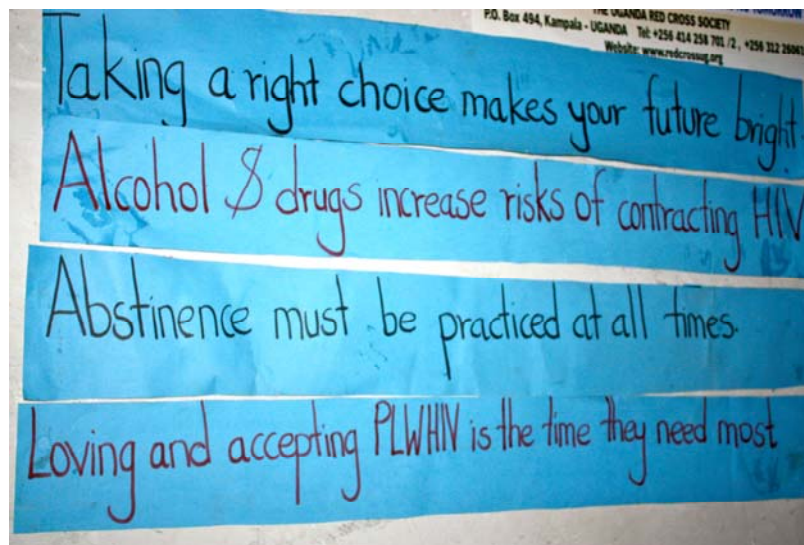 THE UGANDA RED CROSS SOCIETY
P.O. Box 494, Kampala - UGANDA Tel: +256 414 258 701 /2, +256 312 26061
Website: www.redcrossug.org
Taking a right choice makes your future bright
Alcohol & drugs increase risks of contracting HIV
Abstinence must be practiced at all times.
Loving and accepting PLWHIV is the time they need most